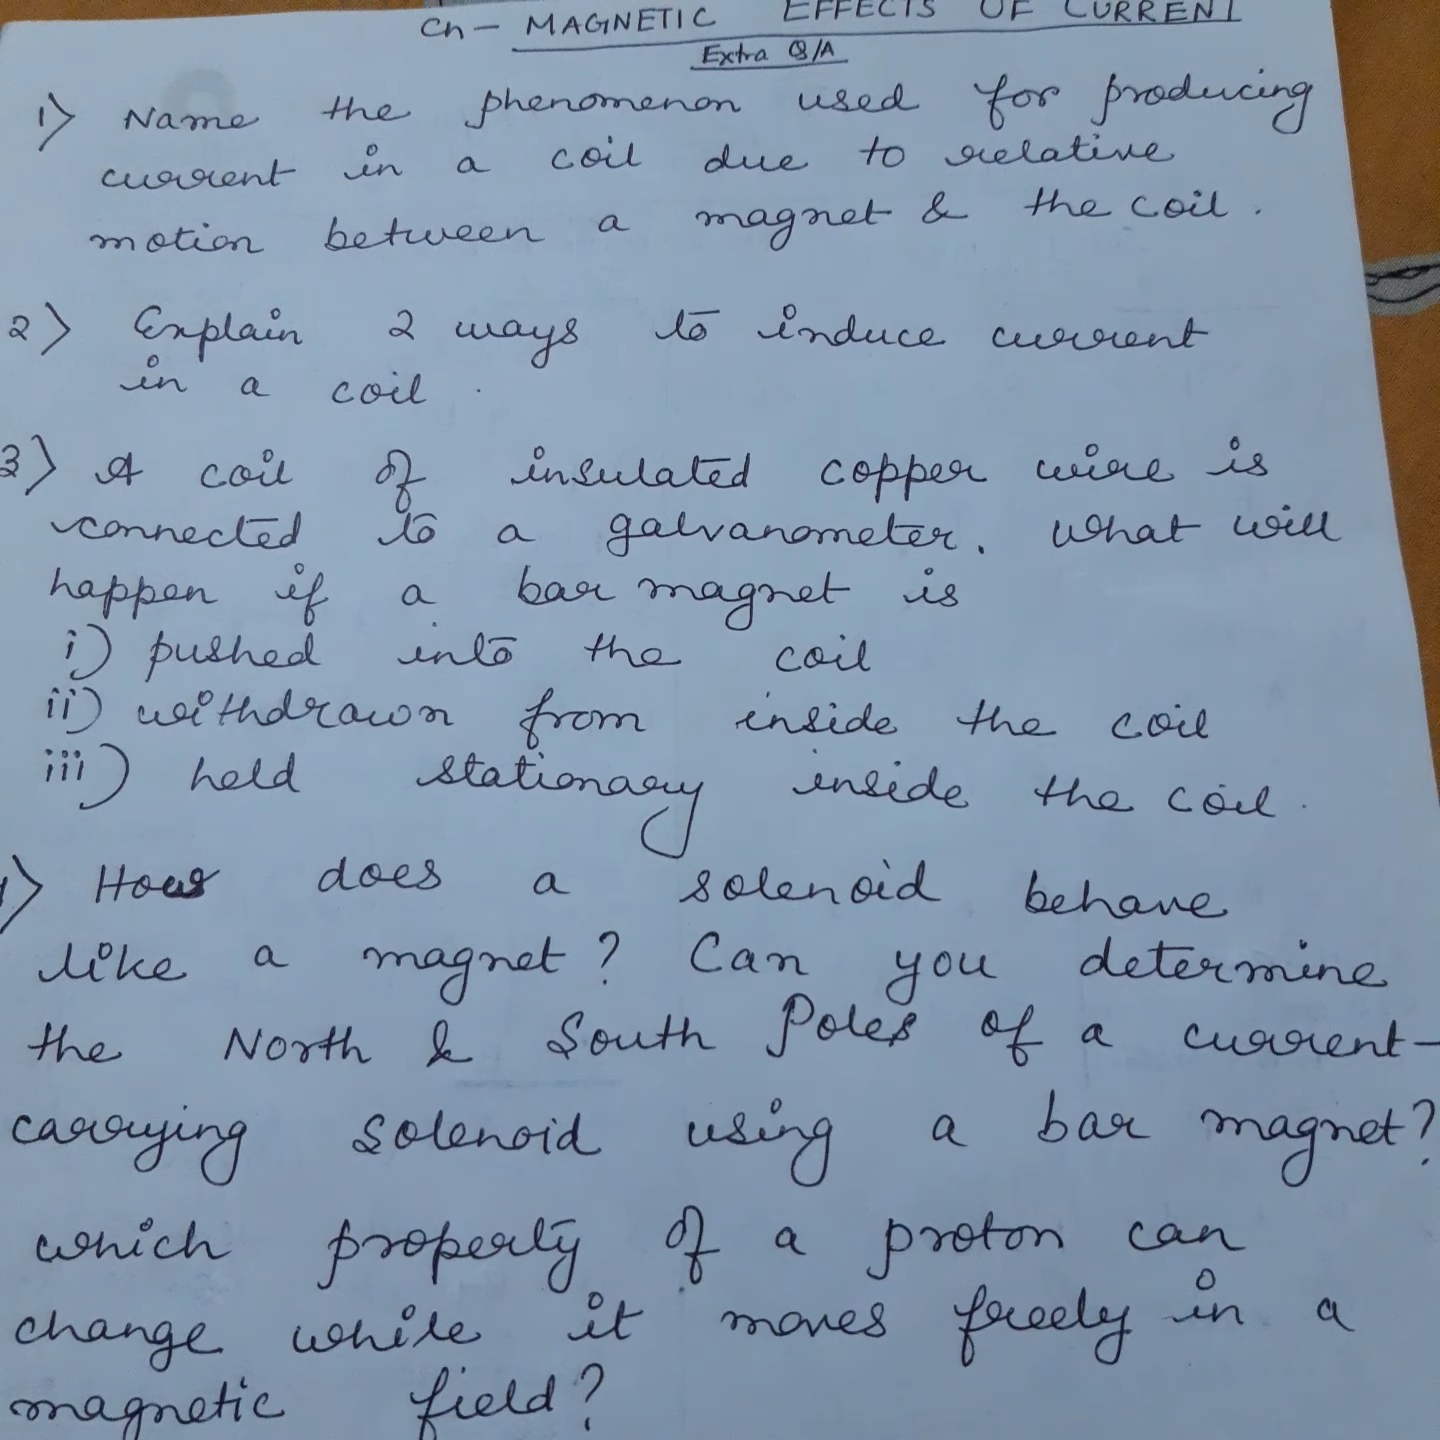 Ch - MAGNETIC EFFECTS OF CURRENT
Extra Q/A
1) Name the phenomenon used for producing
current in a coil due to relative
motion between a magnet & the coil.
2) Explain 2 ways to induce current
in a coil.
3) A coil of insulated copper wire is
connected to a galvanometer. What will
happen if a bar magnet is
i) pushed into the coil
ii) withdrawn from inside the coil
iii) held stationary inside the coil.
) How does a solenoid behave
like a magnet? Can you determine
the North & South Poles of a current-
carrying solenoid using a bar magnet?
which property of a proton can
change while it moves freely in a
magnetic field?